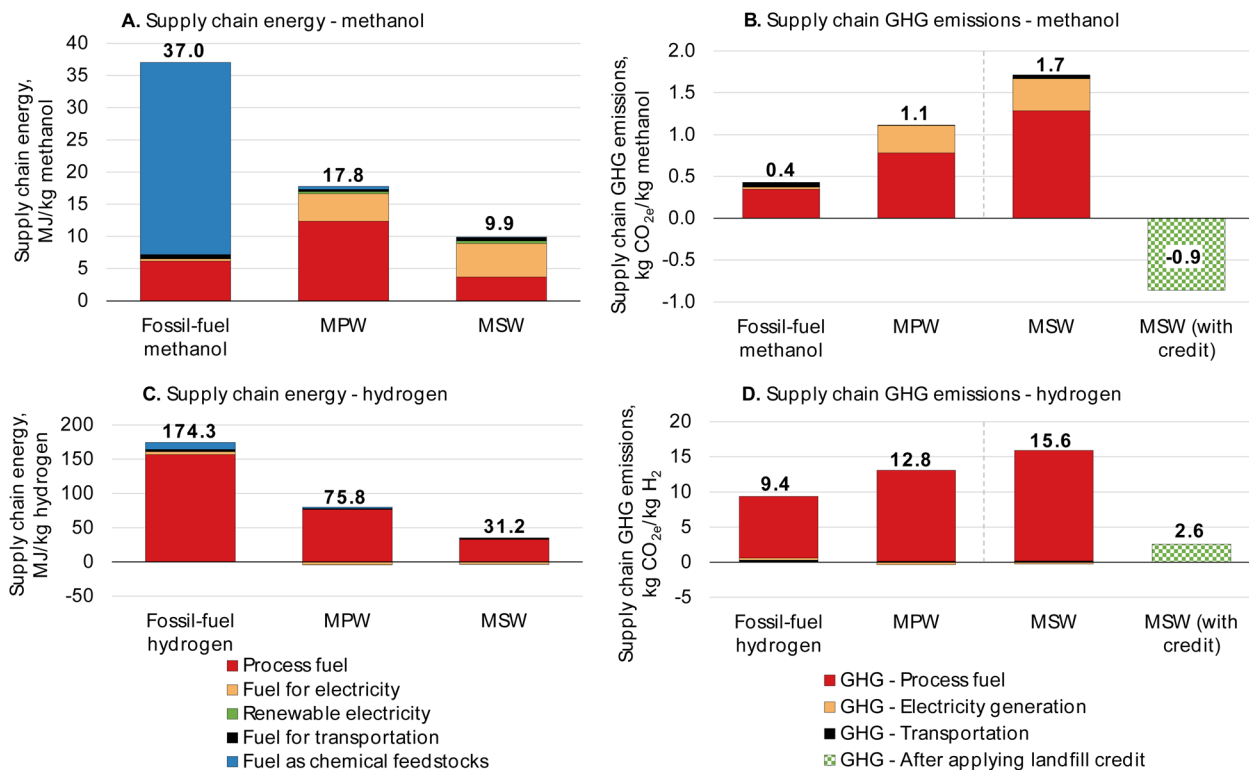 A. Supply chain energy - methanol
Supply chain energy,
MJ/kg methanol
40
35
30
25
20
15
10
5
0
37.0
17.8
9.9
Fossil-fuel
methanol
MPW
MSW
B. Supply chain GHG emissions - methanol
Supply chain GHG emissions,
kg CO2e/kg methanol
2.0
1.5
1.0
0.5
0.0
-0.5
-1.0
0.4
1.1
1.7
-0.9
Fossil-fuel
methanol
MPW
MSW
MSW (with
credit)
C. Supply chain energy - hydrogen
Supply chain energy,
MJ/kg hydrogen
200
150
100
50
0
-50
174.3
75.8
31.2
Fossil-fuel
hydrogen
MPW
MSW
Process fuel
Fuel for electricity
Renewable electricity
Fuel for transportation
Fuel as chemical feedstocks
D. Supply chain GHG emissions - hydrogen
Supply chain GHG emissions,
kg CO2e/kg H2
20
15
10
5
0
-5
9.4
12.8
15.6
2.6
Fossil-fuel
hydrogen
MPW
MSW
MSW (with
credit)
GHG - Process fuel
GHG - Electricity generation
GHG - Transportation
GHG - After applying landfill credit